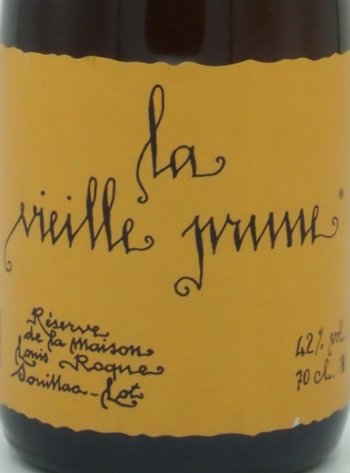 la
vieille prune ®
Réserve
de la maison
Louis Roque
Souillac-Lot
42% vol
70 cl.